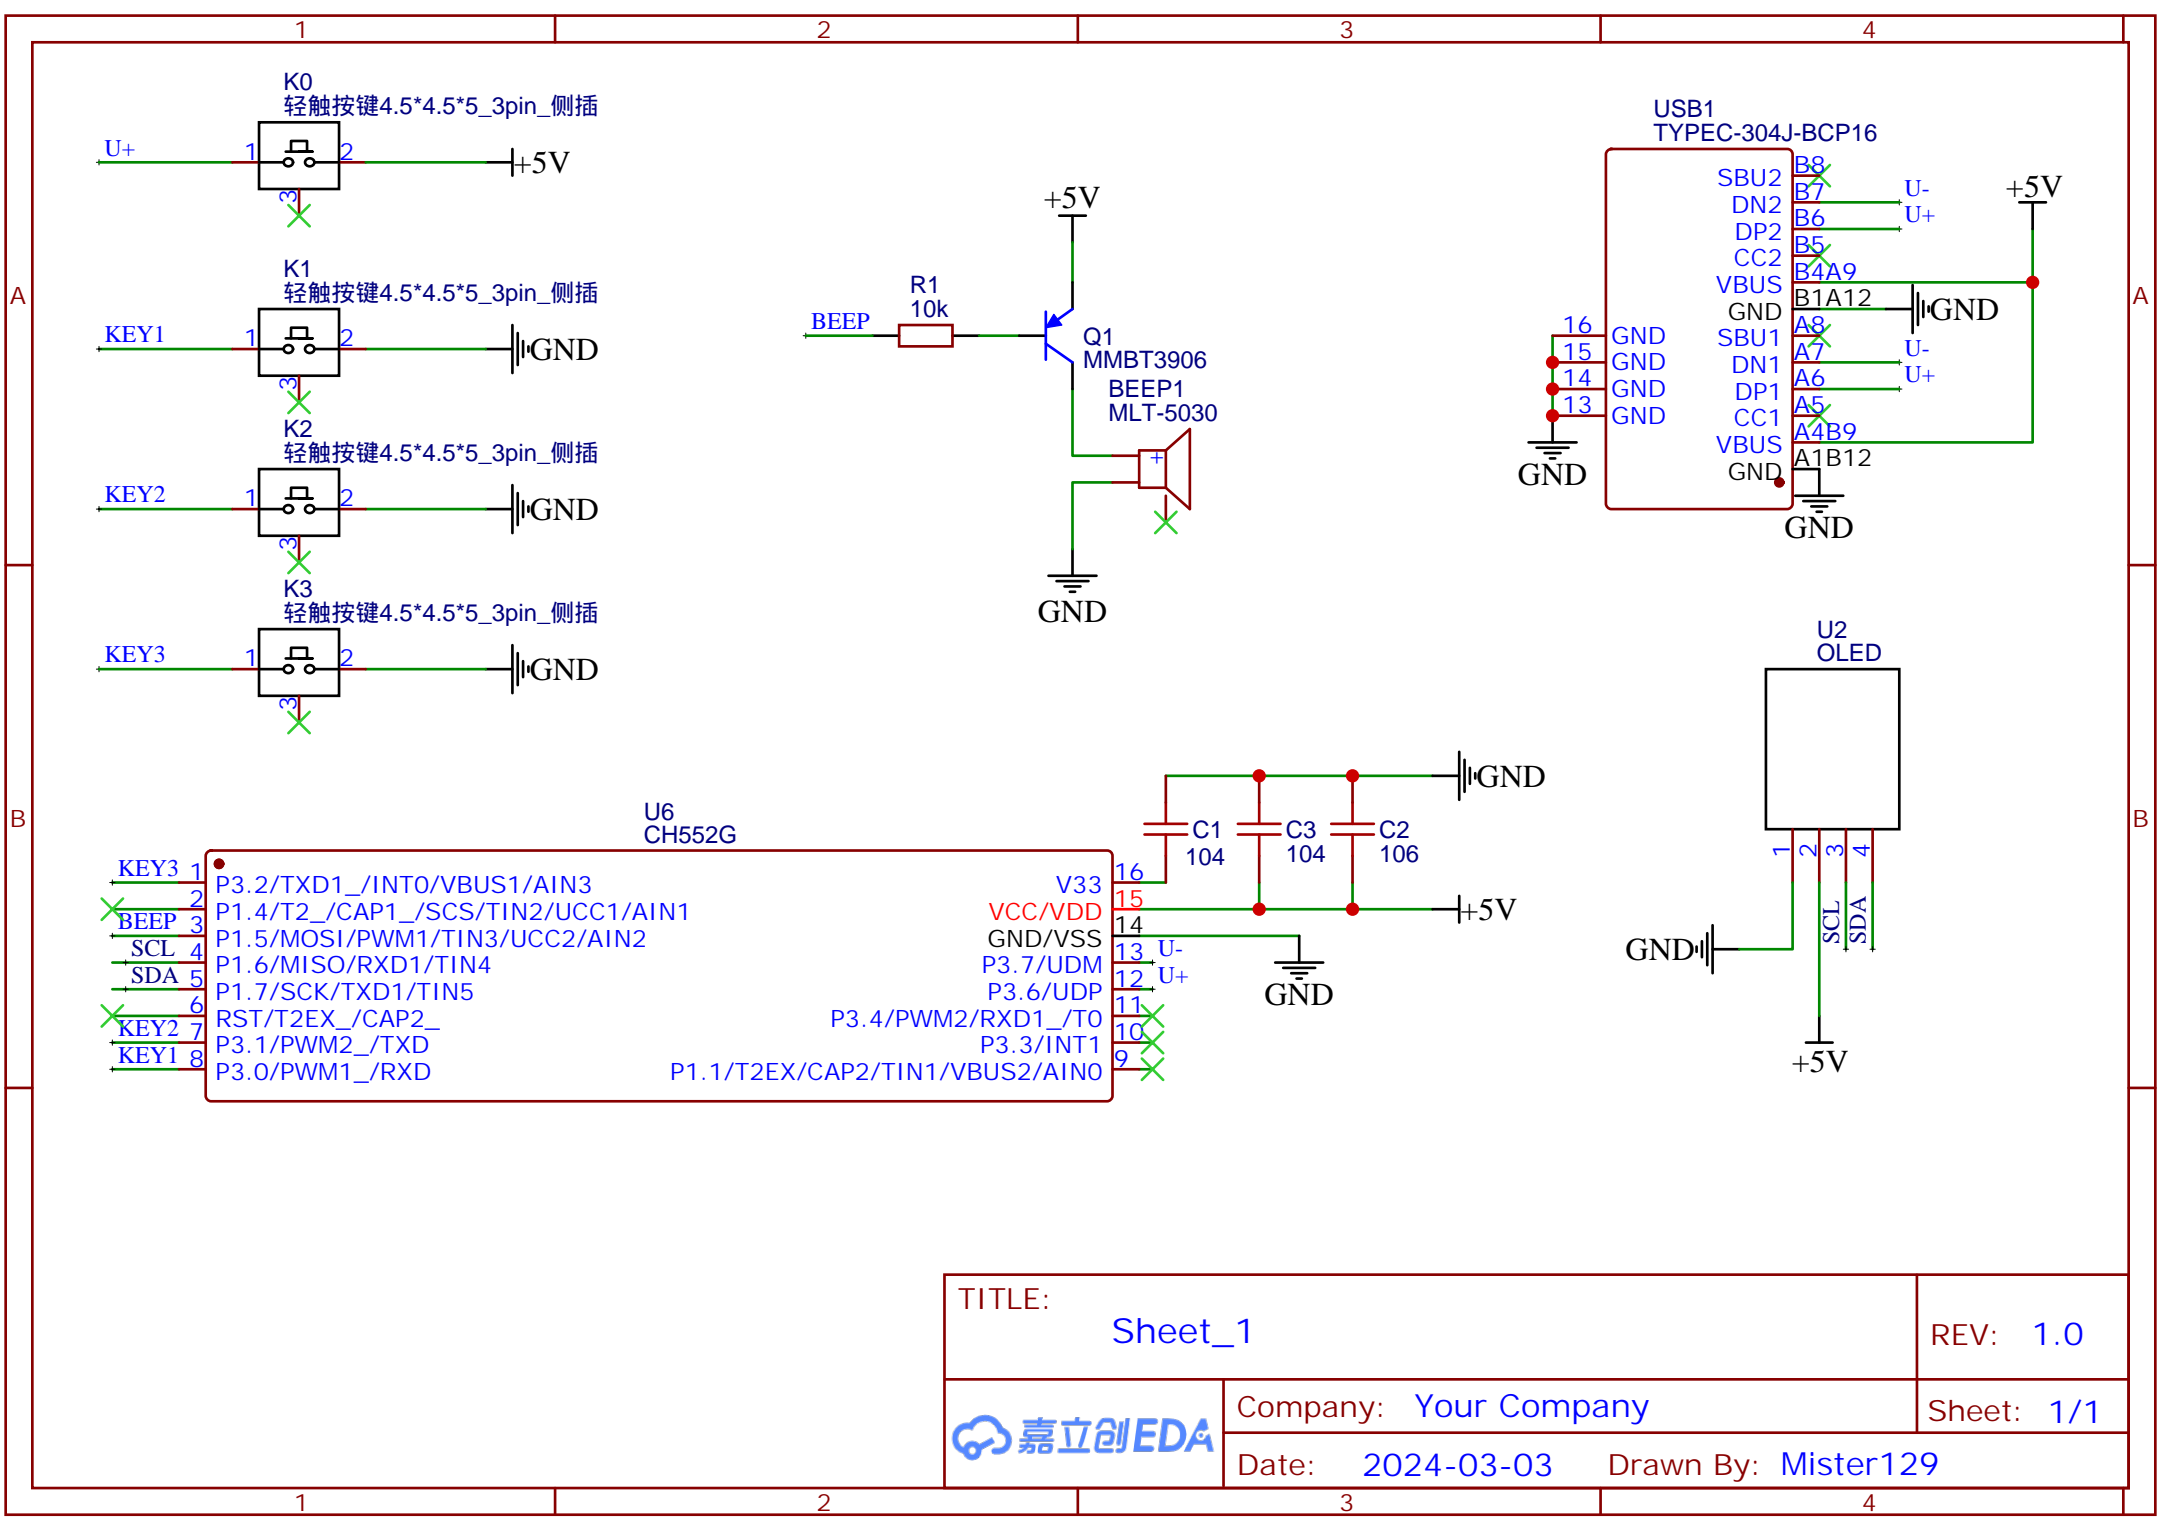 1 2 3 4
A
B
A
B
K0
轻触按键4.5*4.5*5_3pin_侧插
U+ 1 2 +5V
3
K1
轻触按键4.5*4.5*5_3pin_侧插
KEY1 1 2 GND
3
K2
轻触按键4.5*4.5*5_3pin_侧插
KEY2 1 2 GND
3
K3
轻触按键4.5*4.5*5_3pin_侧插
KEY3 1 2 GND
3
+5V
R1
10k
BEEP
Q1
MMBT3906
BEEP1
MLT-5030
+
GND
USB1
TYPEC-304J-BCP16
SBU2 B8
DN2 B7 U-
DP2 B6 U+
CC2 B5
VBUS B4A9
GND B1A12 GND
SBU1 A8
DN1 A7 U-
DP1 A6 U+
CC1 A5
VBUS A4B9
GND A1B12
+5V
16 GND
15 GND
14 GND
13 GND
GND
GND
U2
OLED
1 2 3 4
SCL
SDA
GND
+5V
U6
CH552G
KEY3 1 P3.2/TXD1_/INT0/VBUS1/AIN3
2 P1.4/T2_/CAP1_/SCS/TIN2/UCC1/AIN1
BEEP 3 P1.5/MOSI/PWM1/TIN3/UCC2/AIN2
SCL 4 P1.6/MISO/RXD1/TIN4
SDA 5 P1.7/SCK/TXD1/TIN5
6 RST/T2EX_/CAP2_
KEY2 7 P3.1/PWM2_/TXD
KEY1 8 P3.0/PWM1_/RXD
V33 16
VCC/VDD 15
GND/VSS 14
P3.7/UDM 13 U-
P3.6/UDP 12 U+
P3.4/PWM2/RXD1_/T0 11
P3.3/INT1 10
P1.1/T2EX/CAP2/TIN1/VBUS2/AIN0 9
C1
104
C3
104
C2
106
GND
+5V
GND
TITLE:
Sheet_1
REV: 1.0
嘉立创EDA
Company: Your Company
Sheet: 1/1
Date: 2024-03-03 Drawn By: Mister129
1 2 3 4